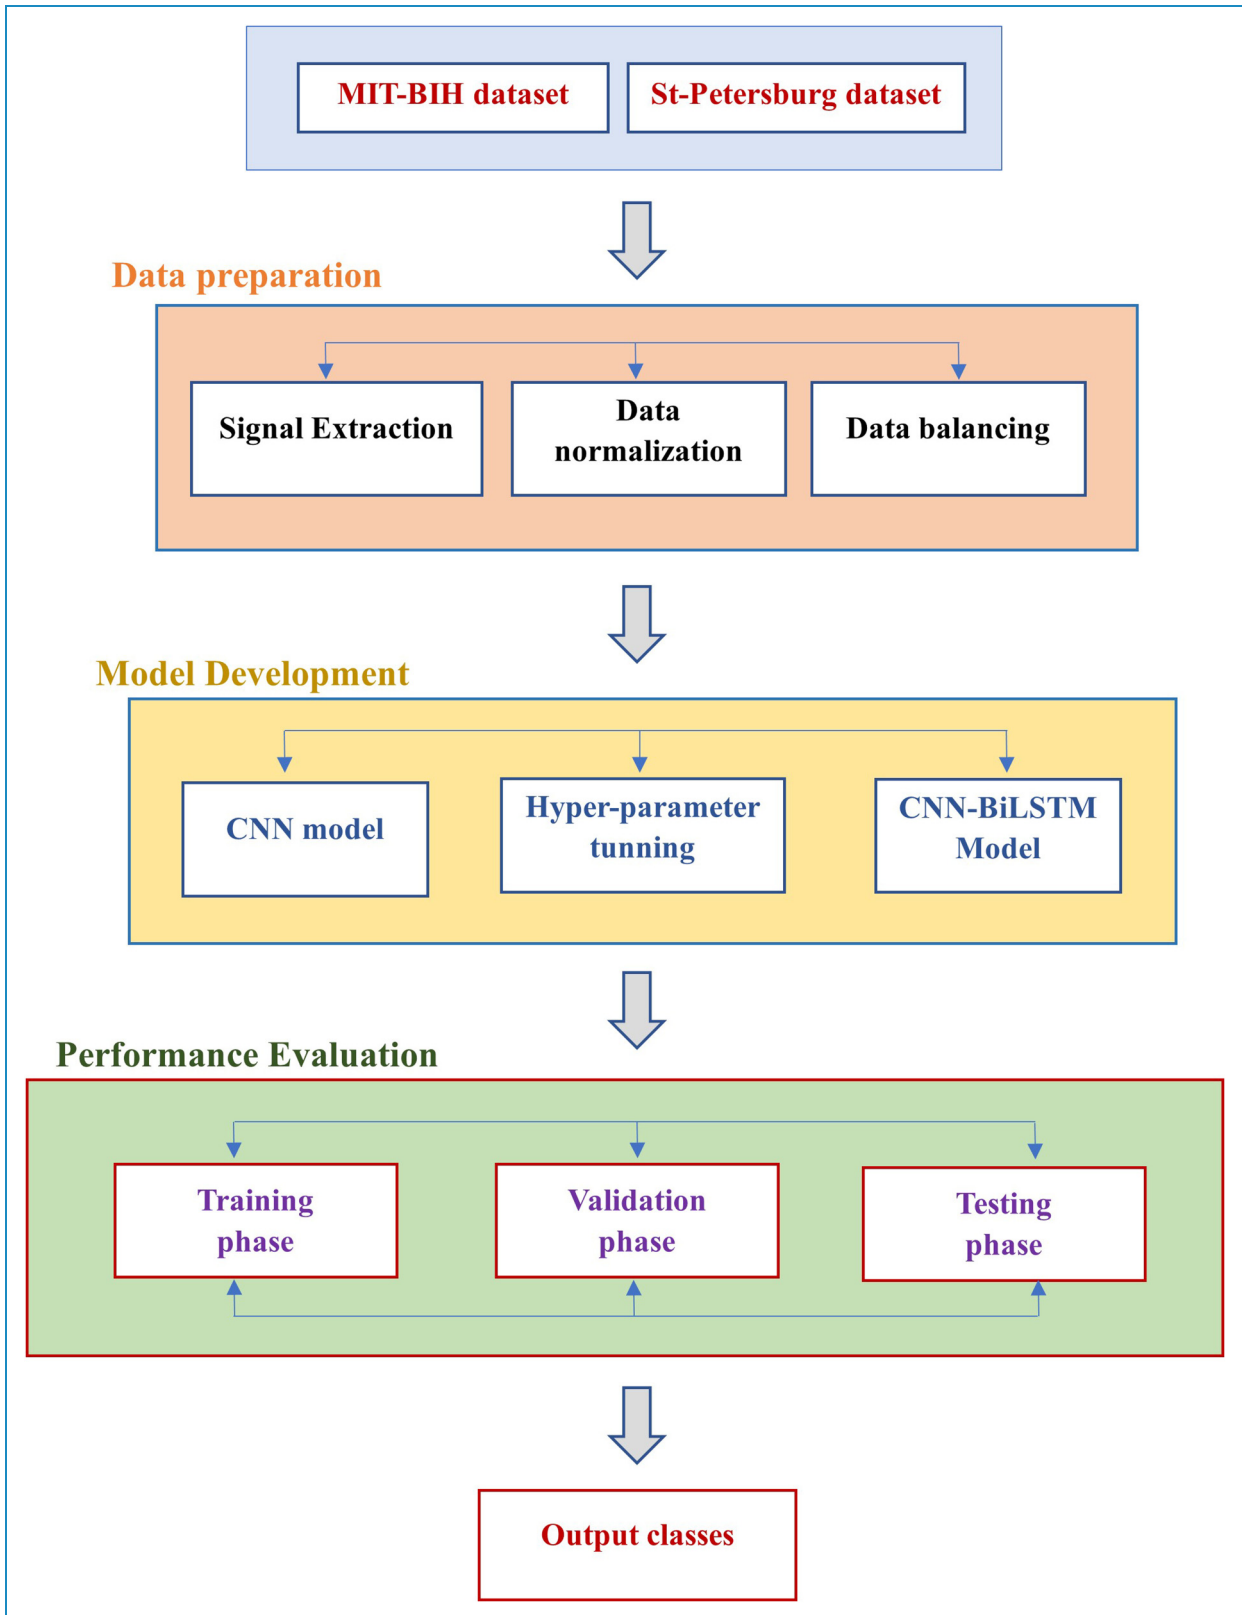 MIT-BIH dataset
St-Petersburg dataset
Data preparation
Signal Extraction
Data
normalization
Data balancing
Model Development
CNN model
Hyper-parameter
tunning
CNN-BiLSTM
Model
Performance Evaluation
Training
phase
Validation
phase
Testing
phase
Output classes